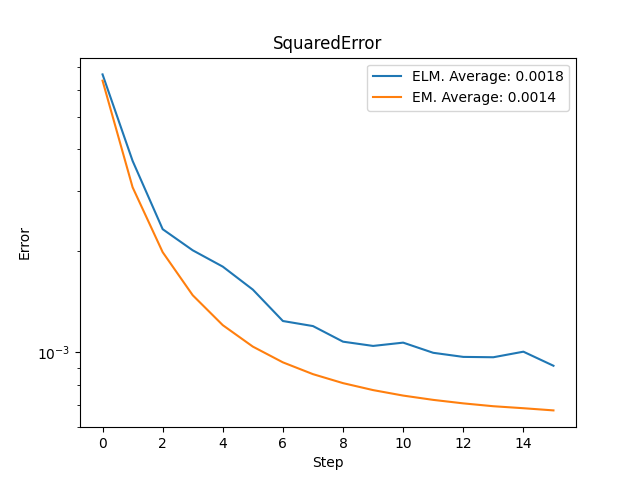 SquaredError
ELM. Average: 0.0018
EM. Average: 0.0014
Error
10⁻³
0 2 4 6 8 10 12 14
Step